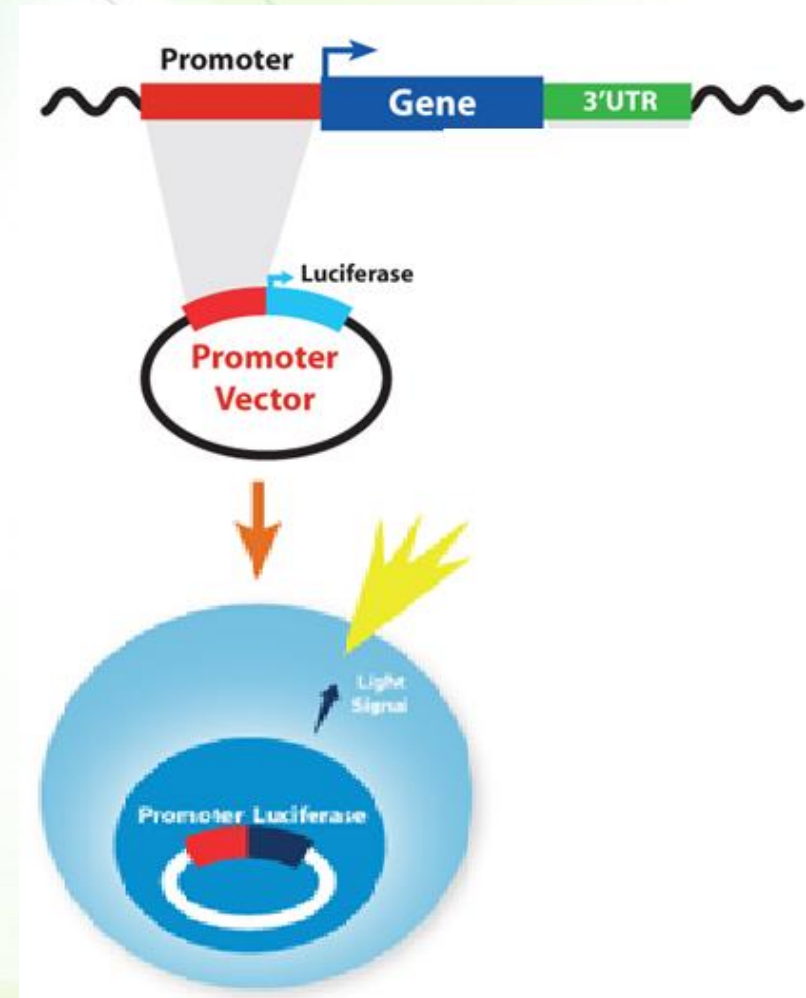 Promoter
Gene
3'UTR
Luciferase
Promoter
Vector
Light
Signal
Promoter Luciferase